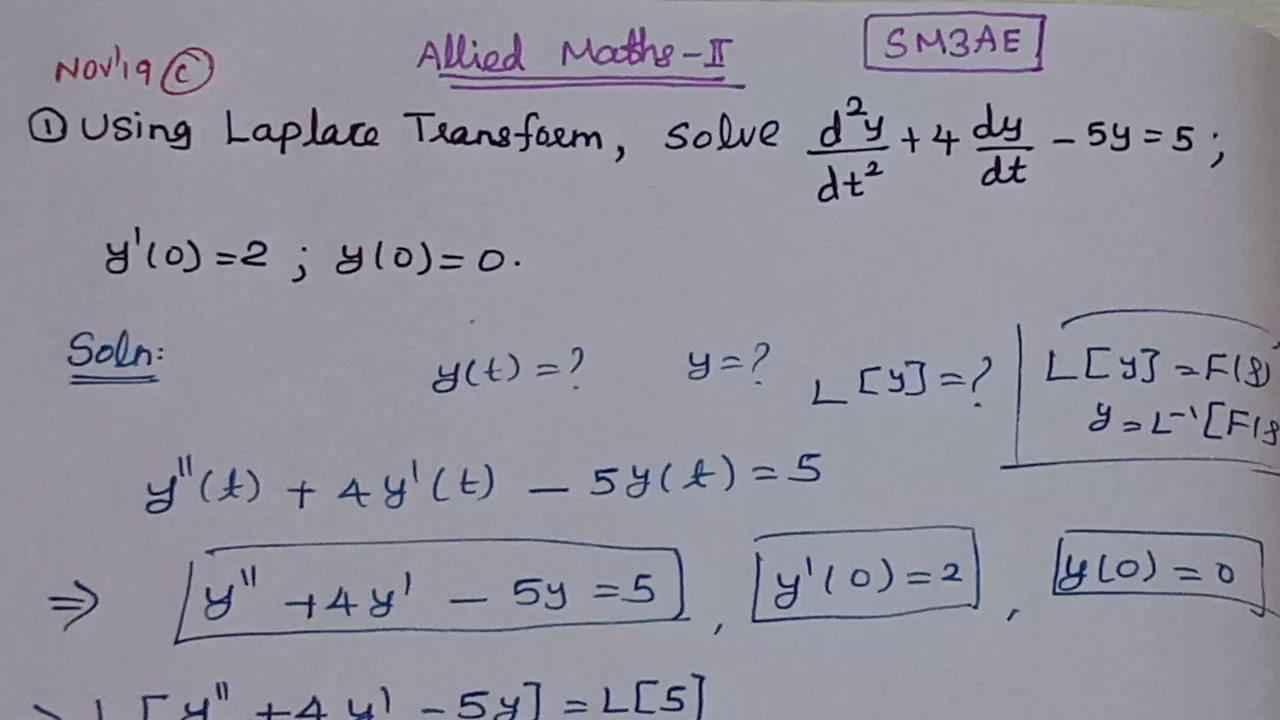 Allied Maths-II
SM3AE
Nov'19 ©
① Using Laplace Transform, solve d²y/dt² + 4 dy/dt - 5y = 5 ;
y'(0) = 2 ; y(0) = 0.
Soln:
y(t) = ? y = ? L[y] = ?
L[y] = F(s)
y = L⁻¹[F(s
y''(t) + 4y'(t) - 5y(t) = 5
⇒ y'' + 4y' - 5y = 5 , y'(0) = 2 , y(0) = 0
L[y'' + 4y' - 5y] = L[5]